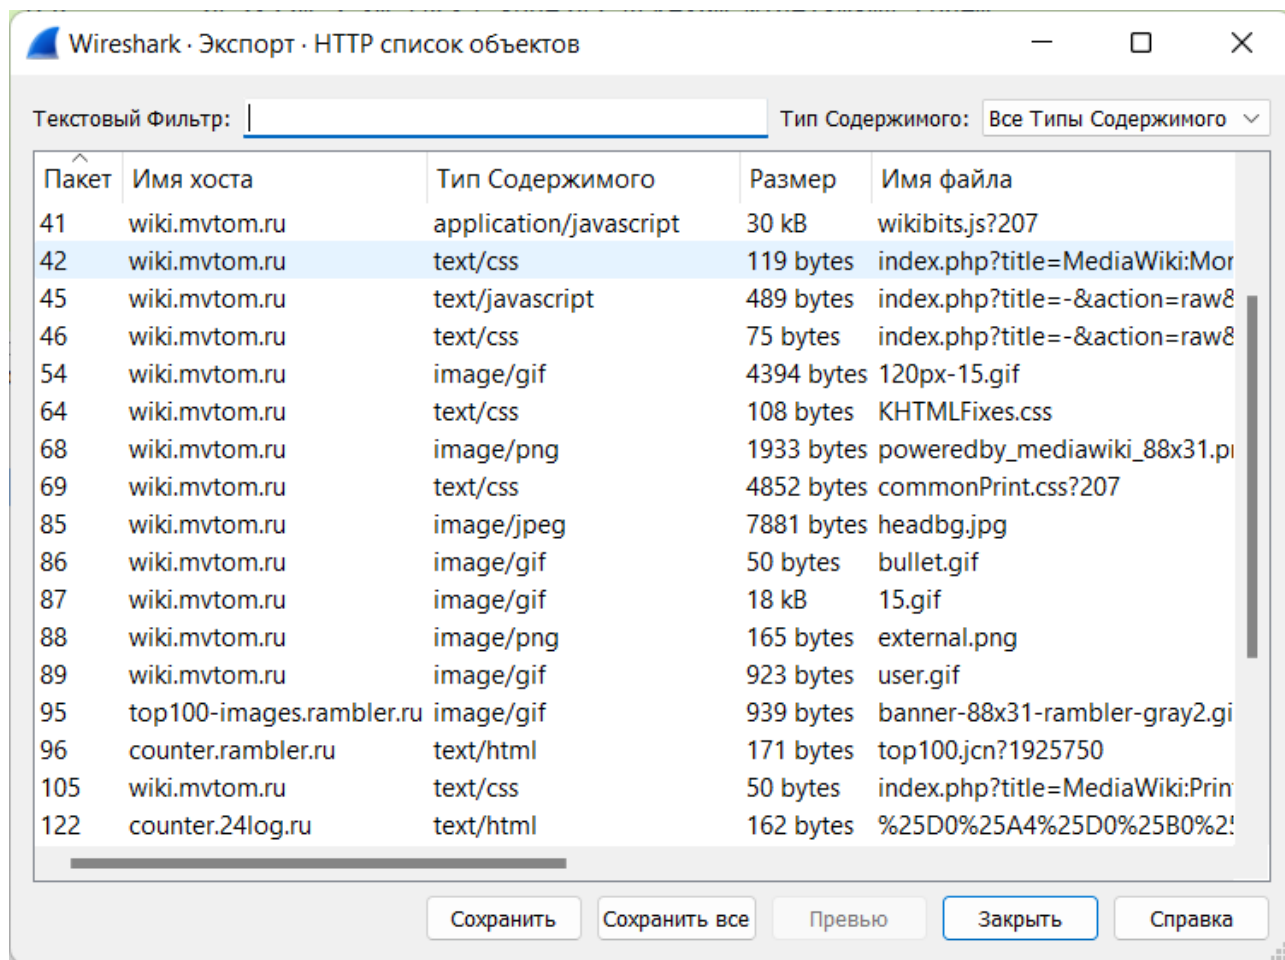 Wireshark · Экспорт · HTTP список объектов
Текстовый Фильтр: Тип Содержимого: Все Типы Содержимого
Пакет Имя хоста Тип Содержимого Размер Имя файла
41 wiki.mvtom.ru application/javascript 30 kB wikibits.js?207
42 wiki.mvtom.ru text/css 119 bytes index.php?title=MediaWiki:Mor
45 wiki.mvtom.ru text/javascript 489 bytes index.php?title=-&action=raw&
46 wiki.mvtom.ru text/css 75 bytes index.php?title=-&action=raw&
54 wiki.mvtom.ru image/gif 4394 bytes 120px-15.gif
64 wiki.mvtom.ru text/css 108 bytes KHTMLFixes.css
68 wiki.mvtom.ru image/png 1933 bytes poweredby_mediawiki_88x31.p
69 wiki.mvtom.ru text/css 4852 bytes commonPrint.css?207
85 wiki.mvtom.ru image/jpeg 7881 bytes headbg.jpg
86 wiki.mvtom.ru image/gif 50 bytes bullet.gif
87 wiki.mvtom.ru image/gif 18 kB 15.gif
88 wiki.mvtom.ru image/png 165 bytes external.png
89 wiki.mvtom.ru image/gif 923 bytes user.gif
95 top100-images.rambler.ru image/gif 939 bytes banner-88x31-rambler-gray2.gi
96 counter.rambler.ru text/html 171 bytes top100.jcn?1925750
105 wiki.mvtom.ru text/css 50 bytes index.php?title=MediaWiki:Prin
122 counter.24log.ru text/html 162 bytes %25D0%25A4%25D0%25B0%2
Сохранить Сохранить все Превью Закрыть Справка